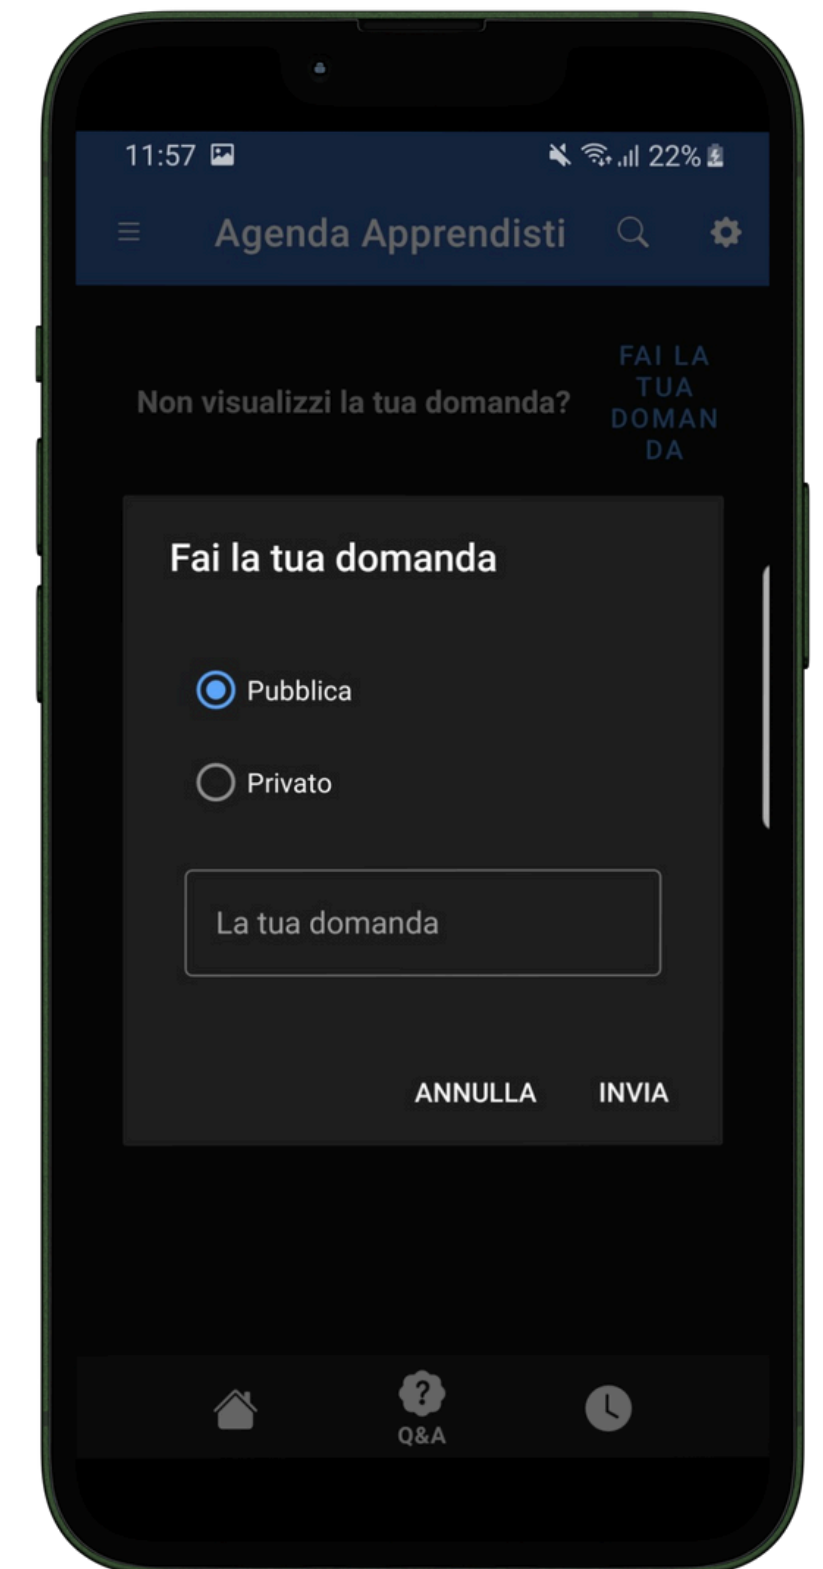 11:57 22%
Agenda Apprendisti
Non visualizzi la tua domanda?
FAI LA
TUA
DOMAN
DA
Fai la tua domanda
Pubblica
Privato
La tua domanda
ANNULLA INVIA
?
Q&A